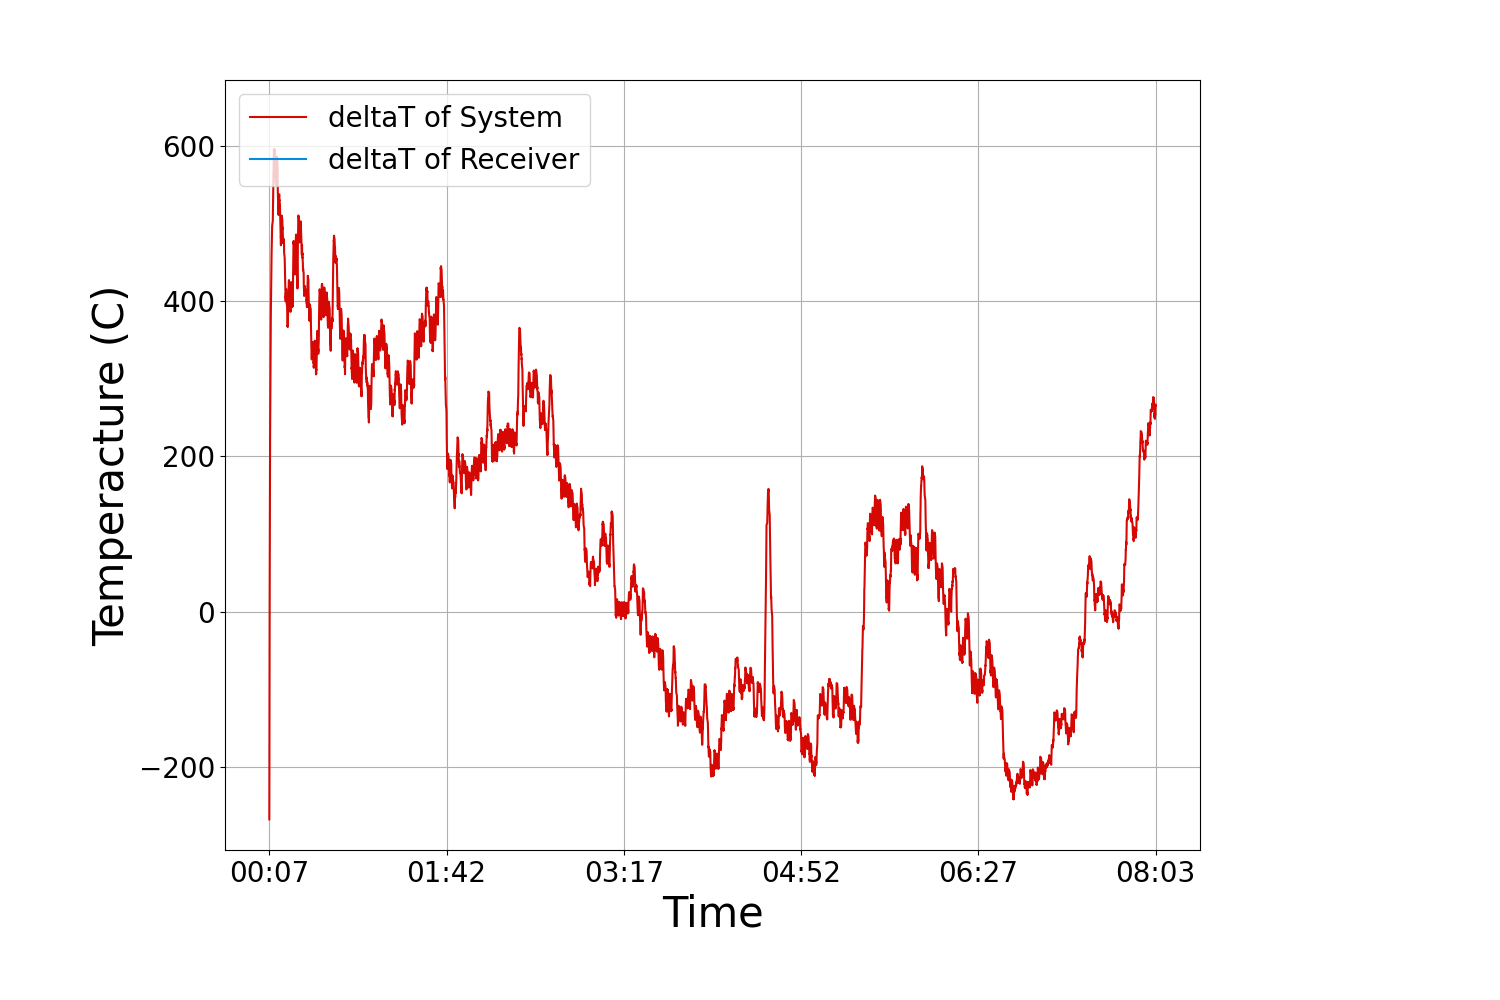 deltaT of System
deltaT of Receiver
600
400
200
0
−200
Temperacture (C)
00:07 01:42 03:17 04:52 06:27 08:03
Time